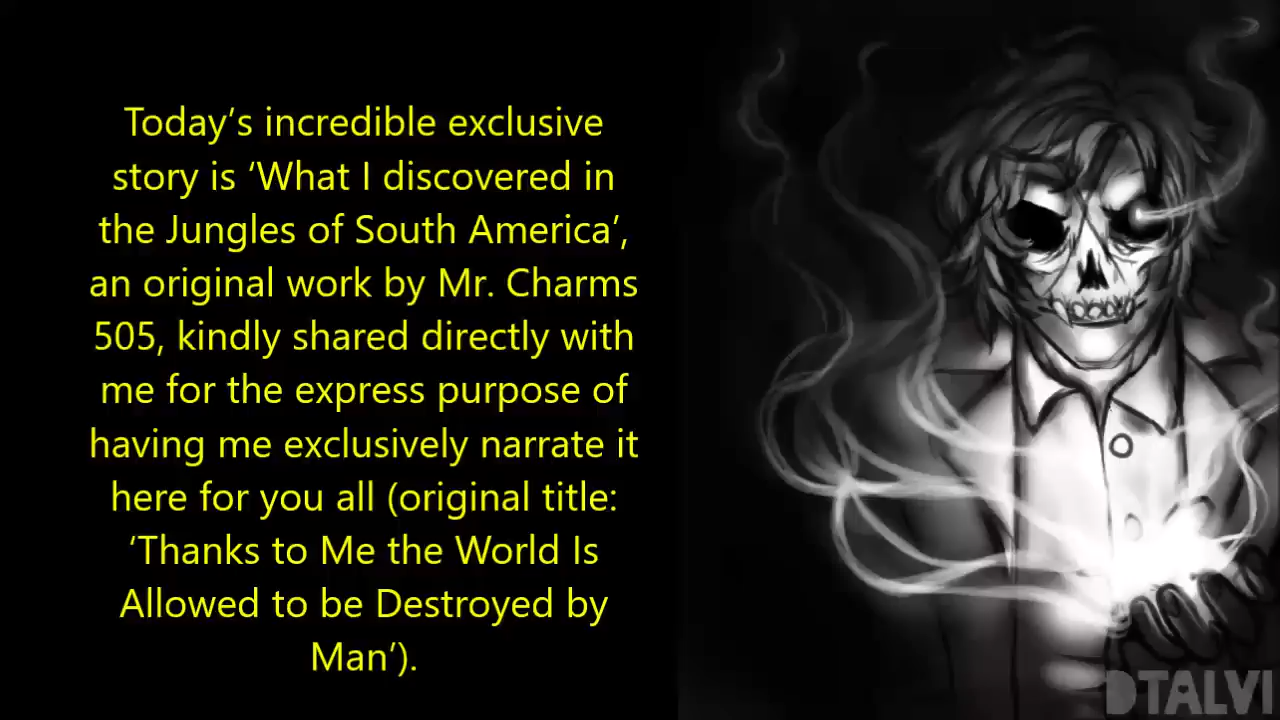 Today’s incredible exclusive
story is ‘What I discovered in
the Jungles of South America’,
an original work by Mr. Charms
505, kindly shared directly with
me for the express purpose of
having me exclusively narrate it
here for you all (original title:
‘Thanks to Me the World Is
Allowed to be Destroyed by
Man’).
DTALVI